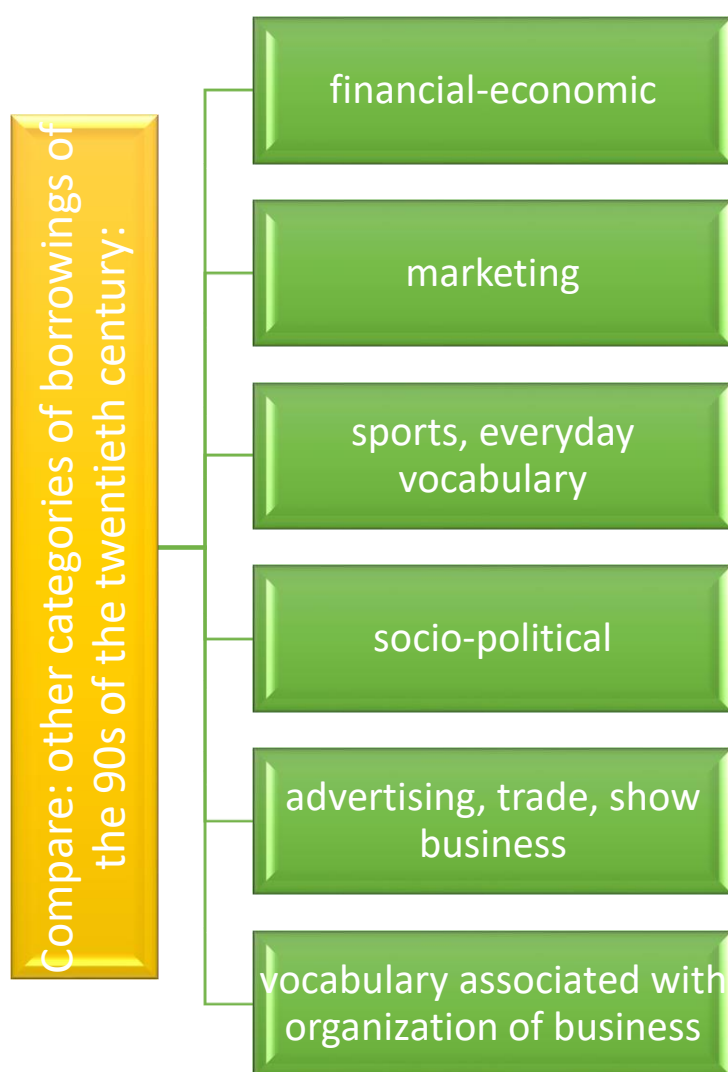 Compare: other categories of borrowings of
the 90s of the twentieth century:
financial-economic
marketing
sports, everyday
vocabulary
socio-political
advertising, trade, show
business
vocabulary associated with
organization of business